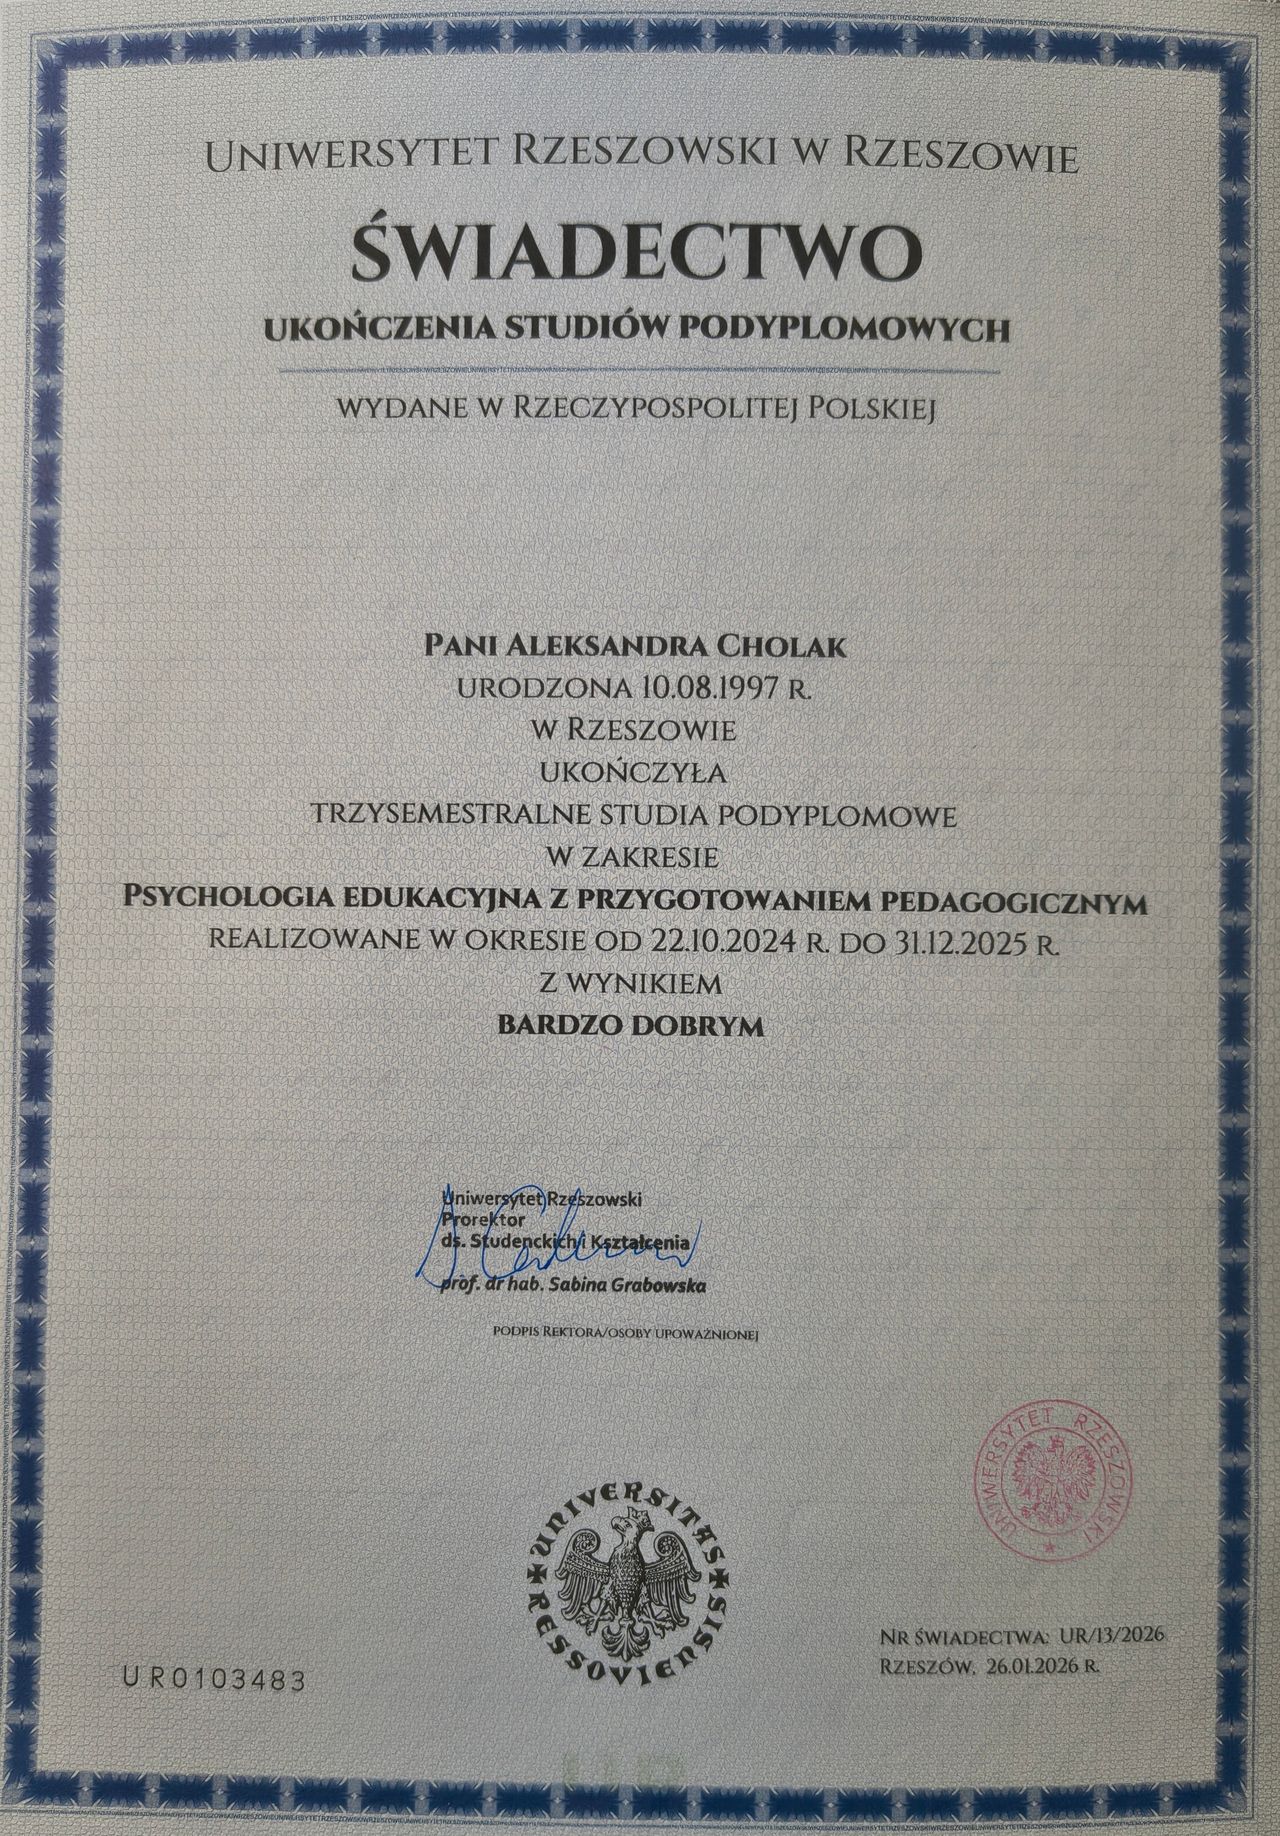 Uniwersytet Rzeszowski w Rzeszowie
Świadectwo
ukończenia studiów podyplomowych
wydane w Rzeczypospolitej Polskiej
Pani Aleksandra Cholak
urodzona 10.08.1997 r.
w Rzeszowie
ukończyła
trzysemestralne studia podyplomowe
w zakresie
Psychologia edukacyjna z przygotowaniem pedagogicznym
realizowane w okresie od 22.10.2024 r. do 31.12.2025 r.
z wynikiem
bardzo dobrym
Uniwersytet Rzeszowski
Prorektor
ds. Studenckich i Kształcenia
prof. dr hab. Sabina Grabowska
podpis Rektora/osoby upoważnionej
UNIWERSYTET RZESZOWSKI
UNIVERSITAS RESSOVIENSIS
Nr świadectwa: UR/13/2026
Rzeszów, 26.01.2026 r.
UR0103483
UR